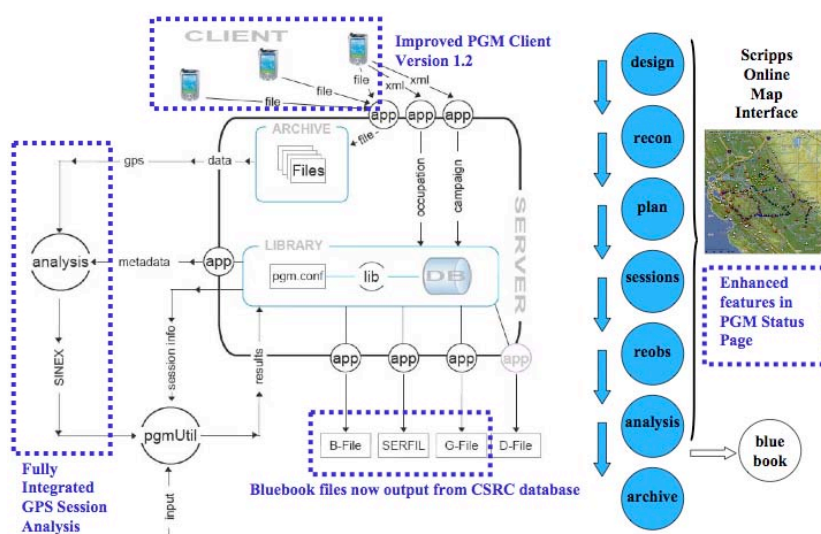 CLIENT
Improved PGM Client
Version 1.2
file
file
file
xml
xml
app
app
app
ARCHIVE
Files
file
data
gps
occupation
campaign
SERVER
LIBRARY
pgm.conf
lib
DB
app
metadata
analysis
SINEX
session info
results
pgmUtil
input
app
app
app
app
B-File
SERFIL
G-File
D-File
Fully
Integrated
GPS Session
Analysis
Bluebook files now output from CSRC database
design
recon
plan
sessions
reobs
analysis
archive
Scripps
Online
Map
Interface
Enhanced
features in
PGM Status
Page
blue
book